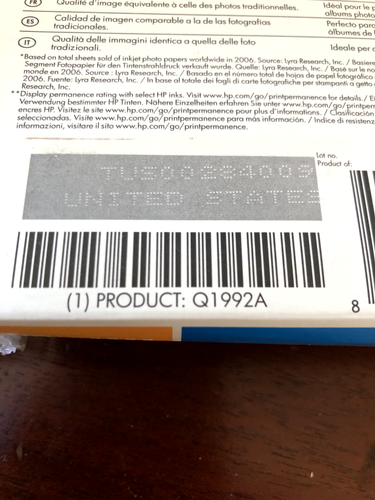 FR Qualité d'image équivalente à celle des photos traditionnelles. Idéal pour le
albums photo
ES Calidad de imagen comparable a la de las fotografías tradicionales. Perfecto para
álbumes de
IT Qualità delle immagini identica a quella delle foto tradizionali. Ideale per
*Based on total sheets sold of inkjet photo papers worldwide in 2006. Source: Lyra Research, Inc. / Basiere
Segment Fotopapier für den Tintenstrahldruck verkauft wurde. Quelle: Lyra Research, Inc. / Basé sur le
monde en 2006. Source : Lyra Research, Inc. / Basado en el número total de hojas de papel fotográfico
2006. Fuente: Lyra Research, Inc. / In base al totale dei fogli di carte fotografiche per stampanti a getto
Research, Inc.
**Display permanence rating with select HP inks. Visit www.hp.com/go/printpermanence for details. /
Verwendung bestimmter HP Tinten. Nähere Einzelheiten erfahren Sie unter www.hp.com/go/printperm
encres HP. Visitez le site www.hp.com/go/printpermanence pour plus d'informations. / Clasificación
seleccionadas. Visite www.hp.com/go/printpermanence para más información. / Indice di resistenz
informazioni, visitare il sito www.hp.com/go/printpermanence.
Lot no.
Product of:
TUS00284009
UNITED STATES
(1) PRODUCT: Q1992A
8